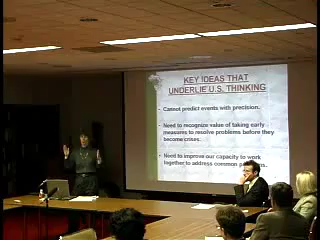 KEY IDEAS THAT
UNDERLIE U.S. THINKING
- Cannot predict events with precision.
- Need to recognize value of taking early
measures to resolve problems before they
become crises.
- Need to improve our capacity to work
together to address common